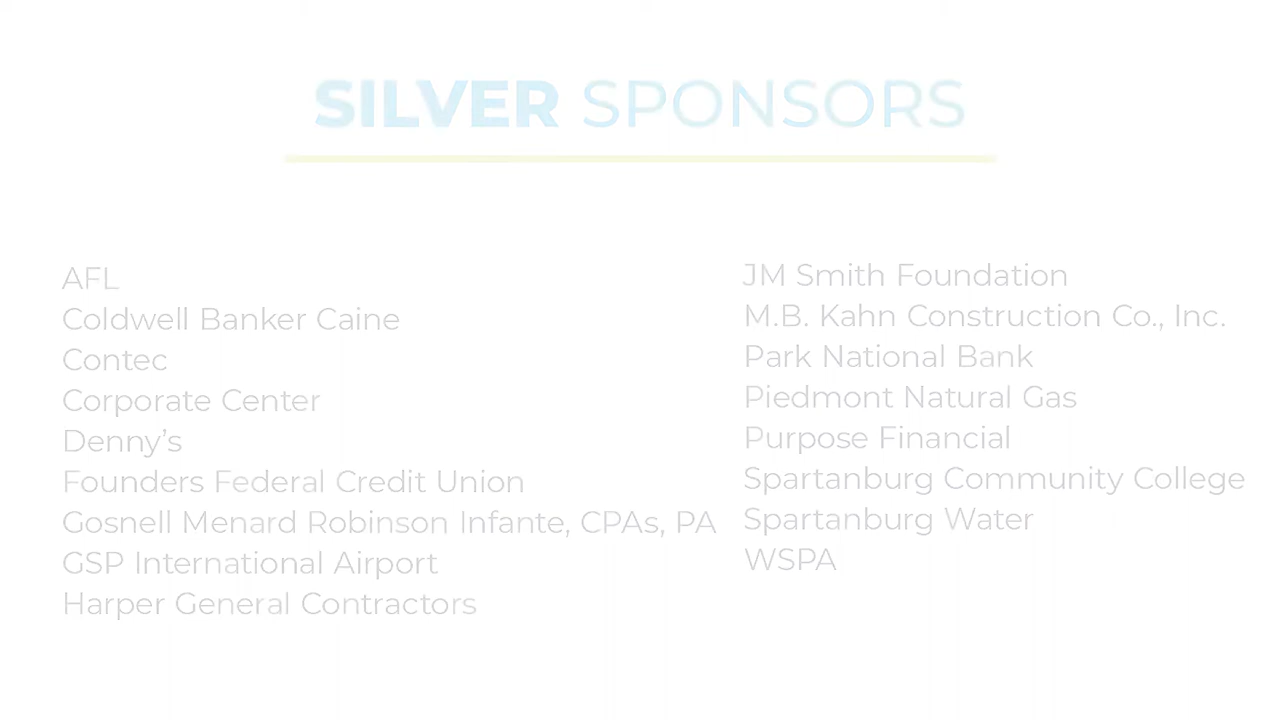 SILVER SPONSORS
AFL
Coldwell Banker Caine
Contec
Corporate Center
Denny’s
Founders Federal Credit Union
Gosnell Menard Robinson Infante, CPAs, PA
GSP International Airport
Harper General Contractors
JM Smith Foundation
M.B. Kahn Construction Co., Inc.
Park National Bank
Piedmont Natural Gas
Purpose Financial
Spartanburg Community College
Spartanburg Water
WSPA